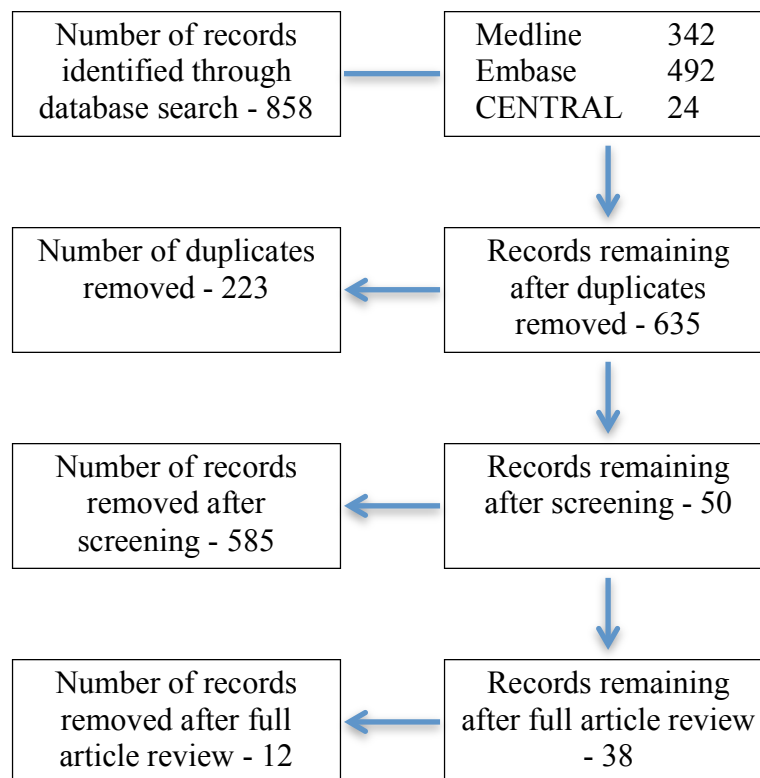 Number of records
identified through
database search - 858
Medline 342
Embase 492
CENTRAL 24
Number of duplicates
removed - 223
Records remaining
after duplicates
removed - 635
Number of records
removed after
screening - 585
Records remaining
after screening - 50
Number of records
removed after full
article review - 12
Records remaining
after full article review
- 38